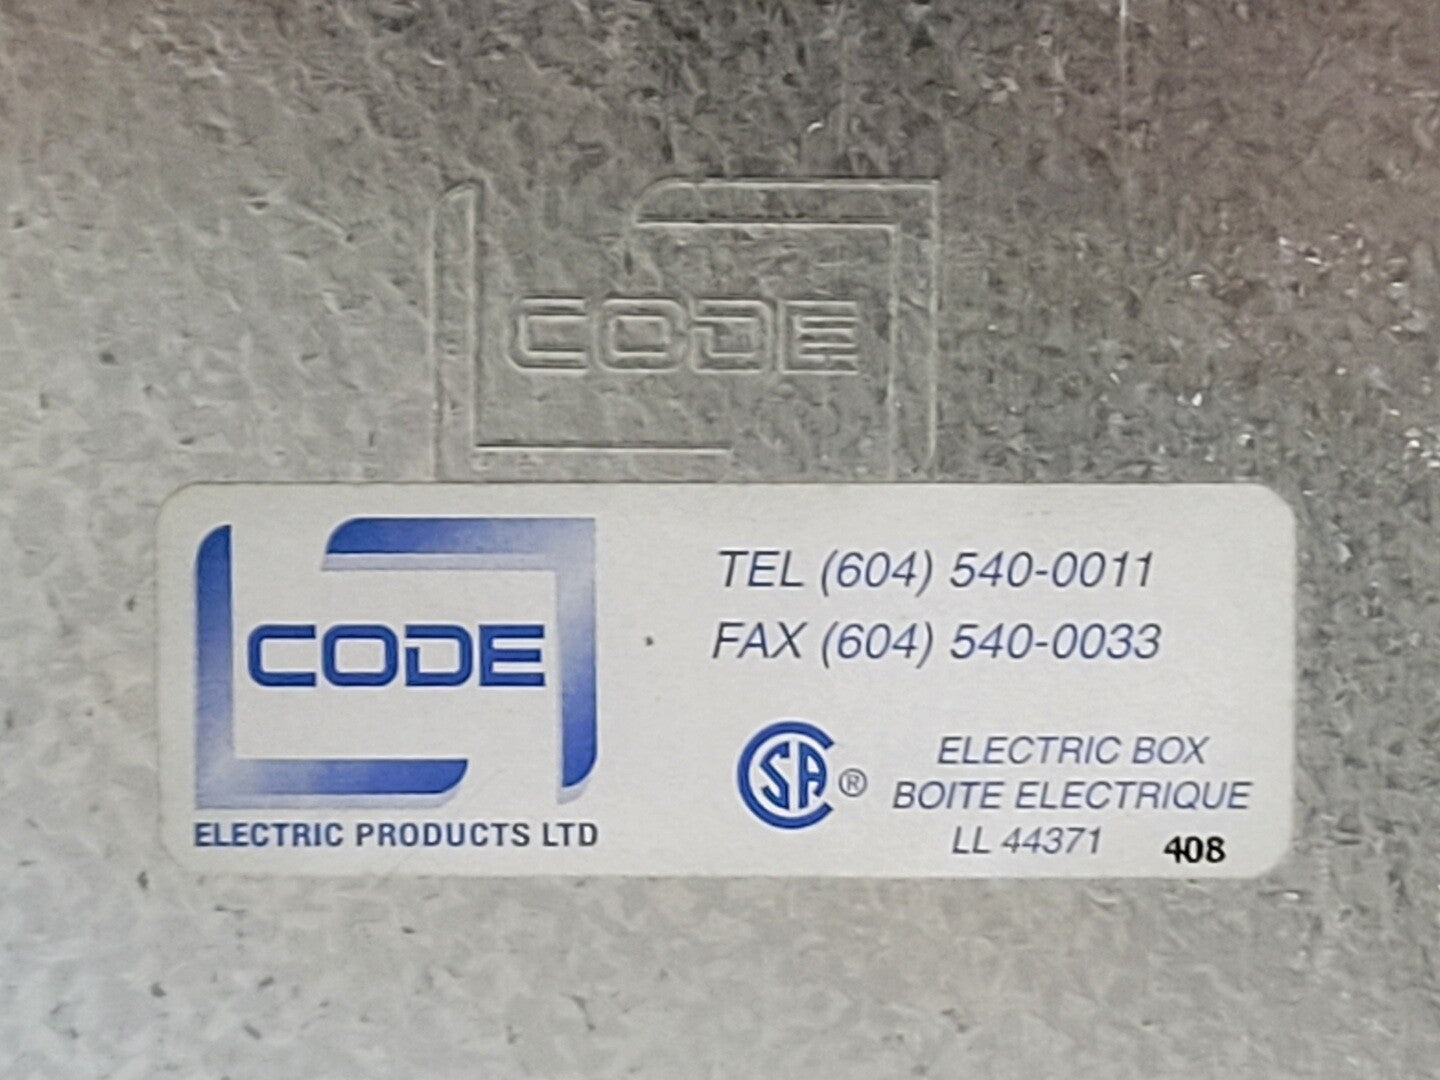 CODE
CODE
ELECTRIC PRODUCTS LTD
TEL (604) 540-0011
FAX (604) 540-0033
CSA ®
ELECTRIC BOX
BOITE ELECTRIQUE
LL 44371 408